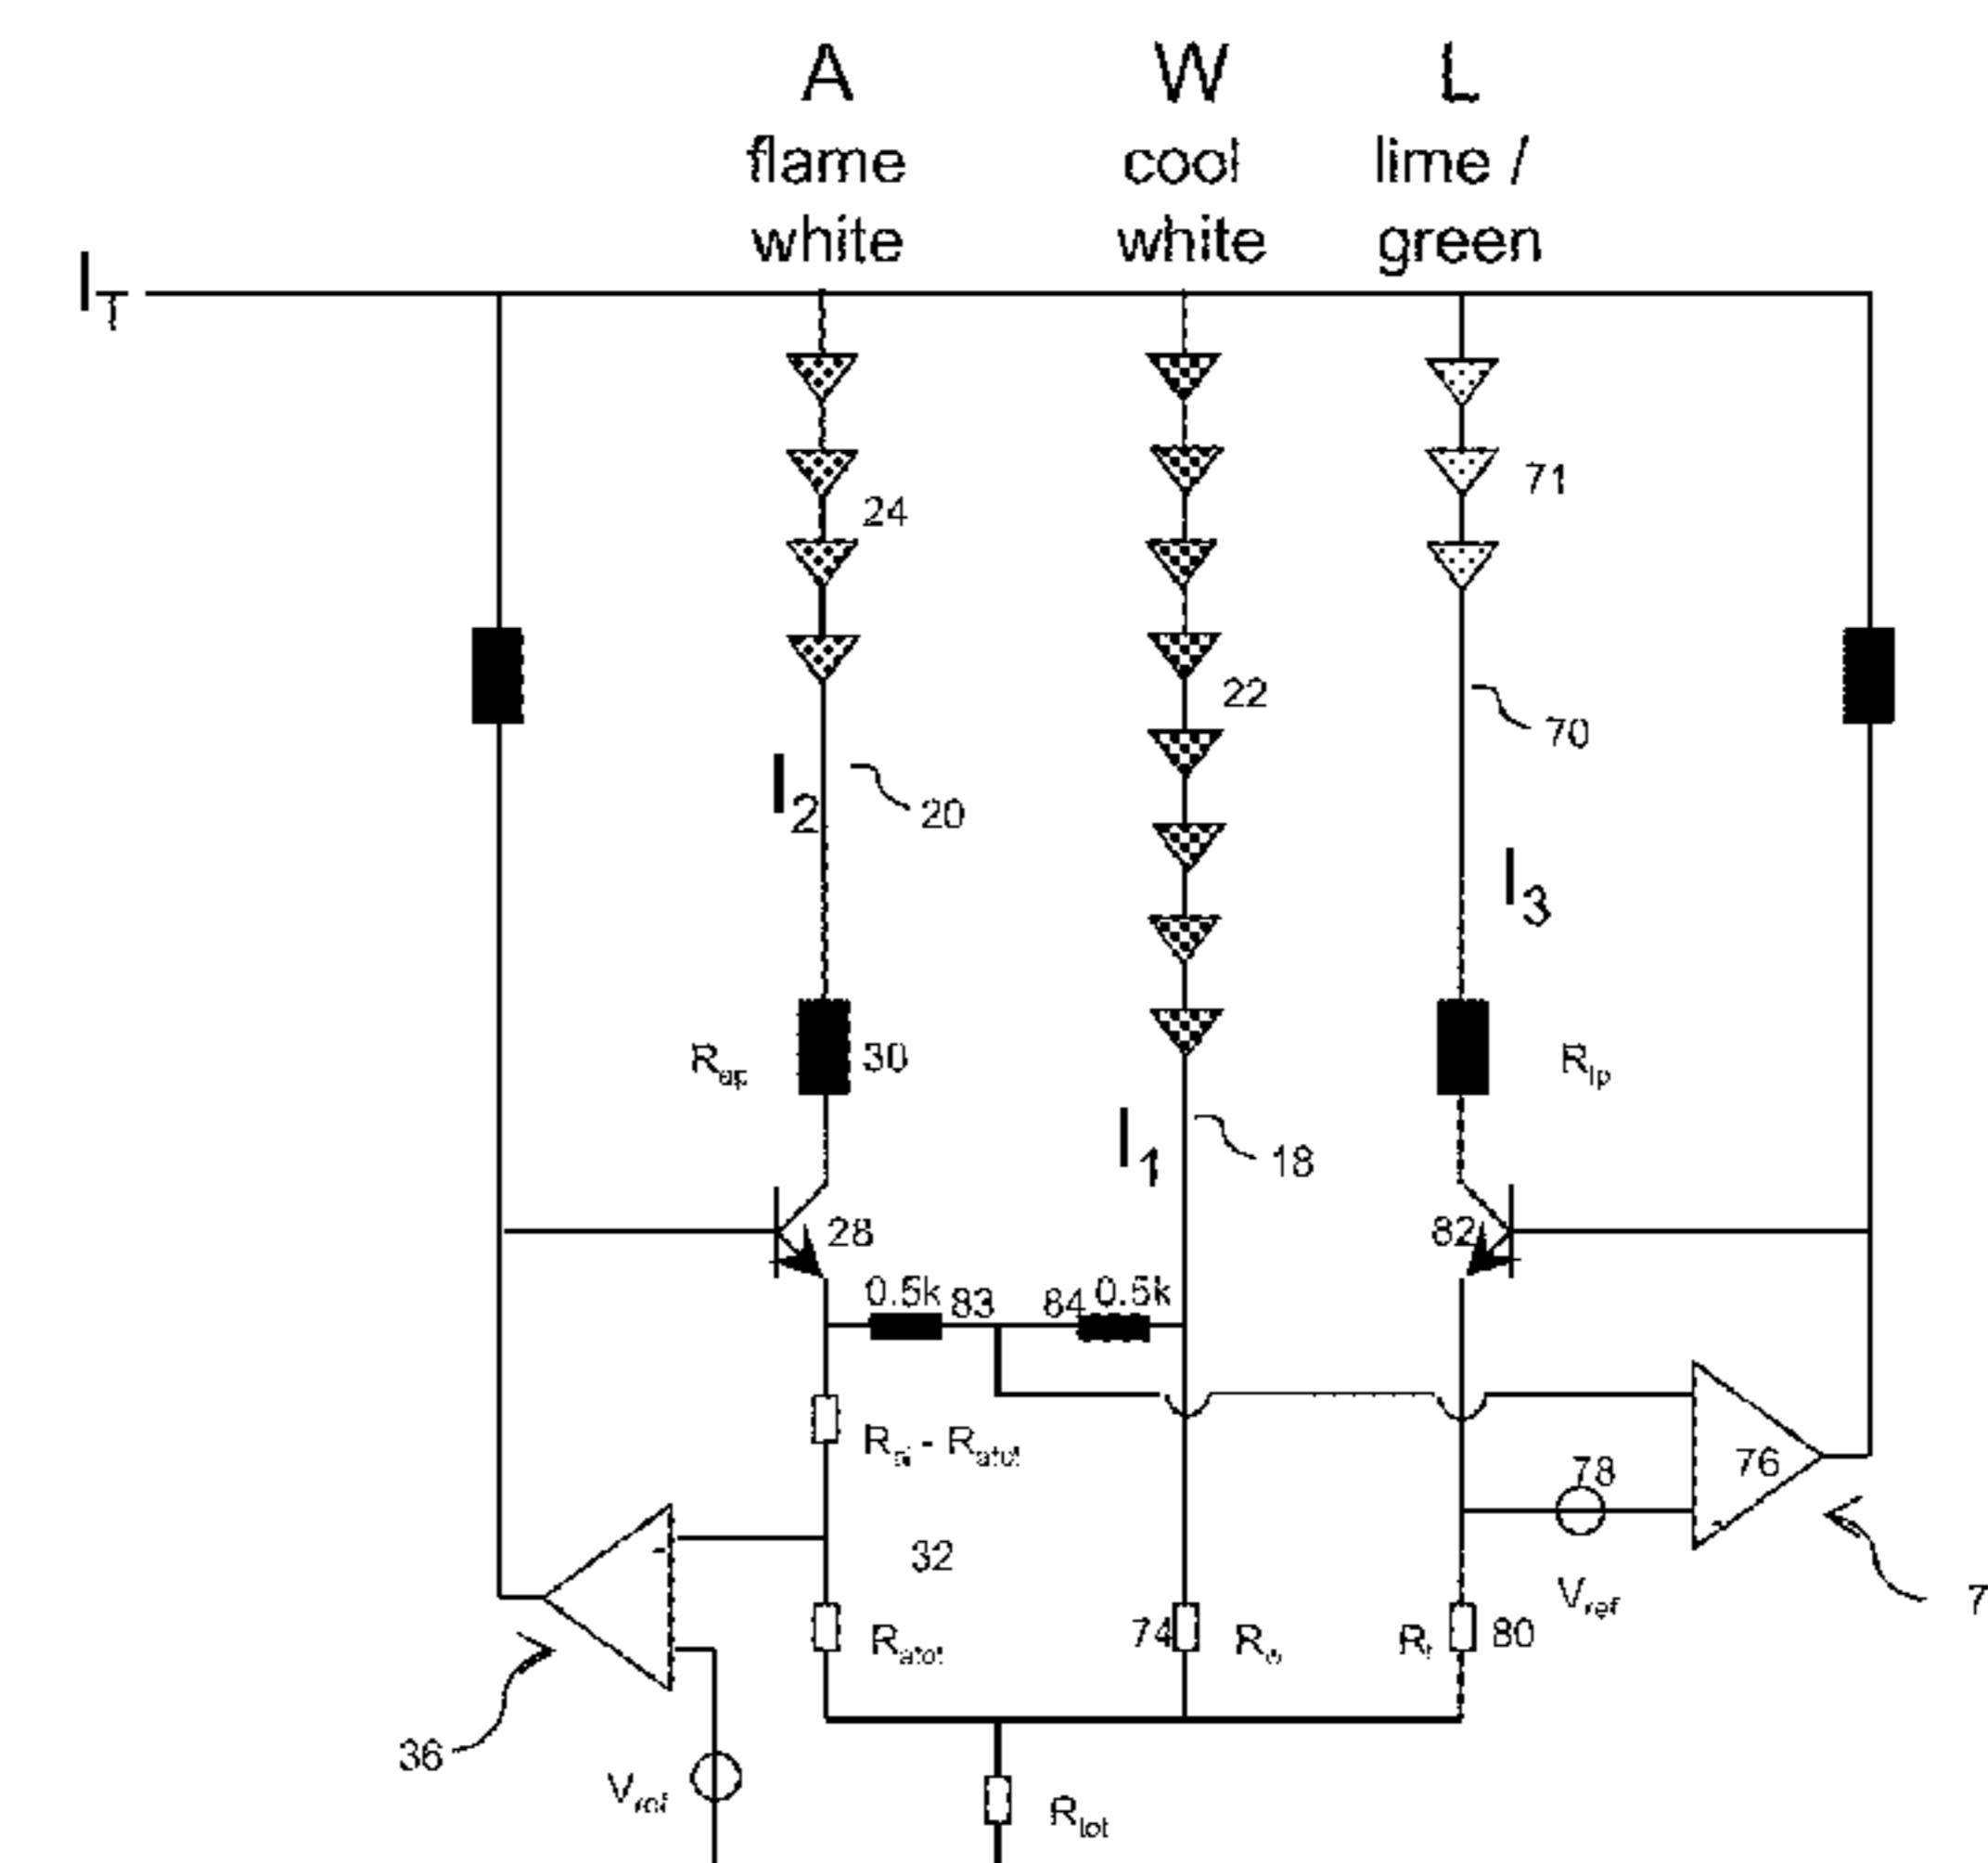 A
W
L
flame
white
cool
white
lime /
green
IT
24
71
22
70
I2
20
I3
Rap
30
Rlp
I1
18
28
82
0.5k
83
84
0.5k
Rai - Ratot
76
78
32
Vref
7
Ratot
74
Rw
80
36
Vref
Rtot